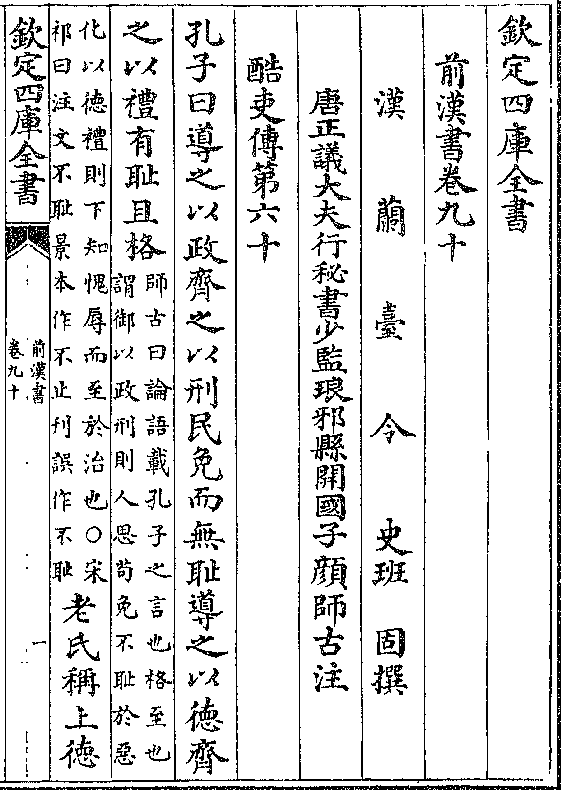 欽定四庫全書
前漢書卷九十
漢蘭臺令史班固撰
唐正議大夫行秘書少監琅邪縣開國子顔師古注
酷吏傳第六十
孔子曰導之以政齊之以刑民免而無耻導之以徳齊
之以禮有耻且格
師古曰論語載孔子之言也格至也
謂御以政刑則人思茍免不耻於惡
化以徳禮則下知愧辱而至於治也○宋
祁曰注文不耻景本作不止刋誤作不耻
老氏稱上徳
欽定四庫全書
前漢書
卷九十
一